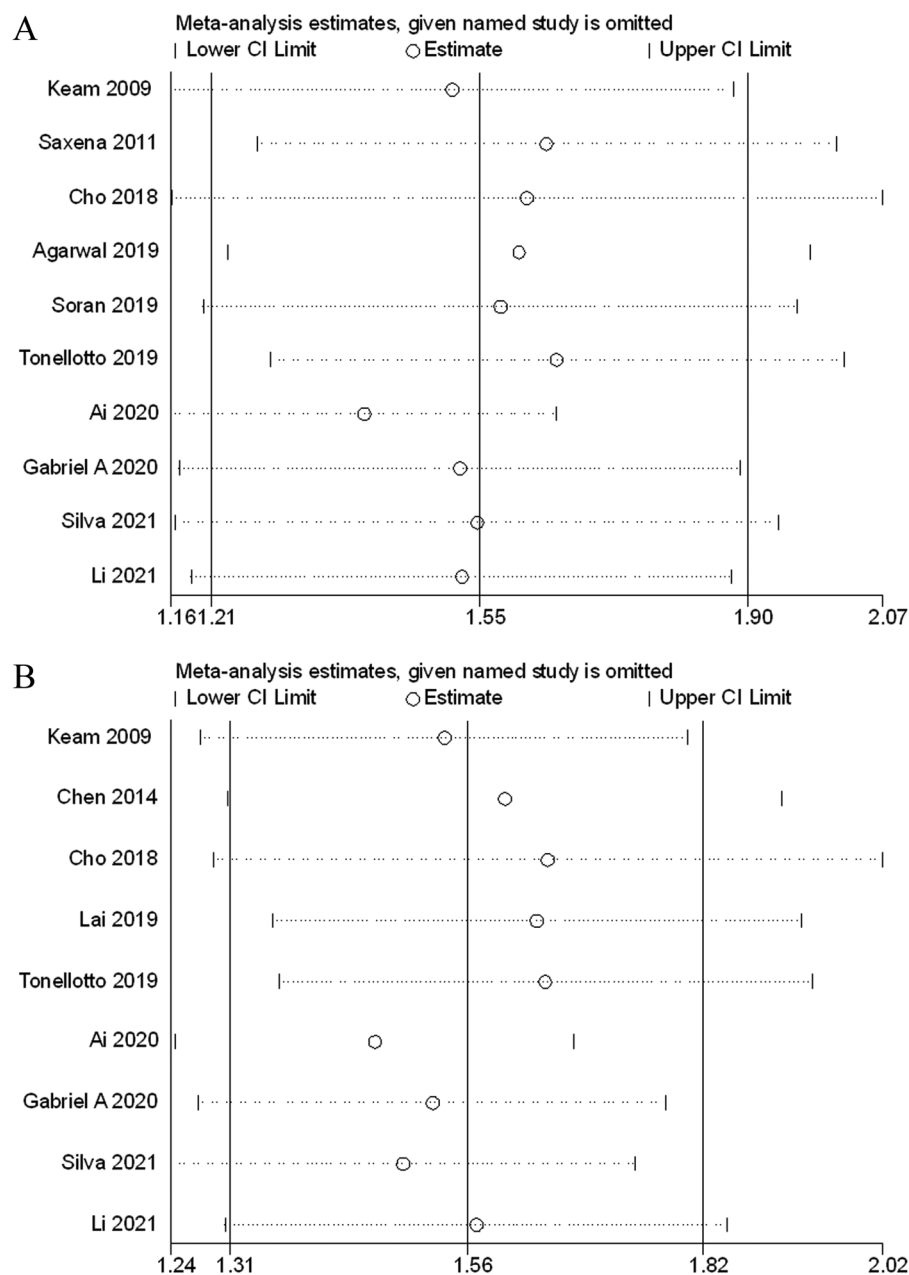 A
Meta-analysis estimates, given named study is omitted
| Lower CI Limit ○ Estimate | Upper CI Limit
Keam 2009
Saxena 2011
Cho 2018
Agarwal 2019
Soran 2019
Tonellotto 2019
Ai 2020
Gabriel A 2020
Silva 2021
Li 2021
1.16 1.21 1.55 1.90 2.07
B
Meta-analysis estimates, given named study is omitted
| Lower CI Limit ○ Estimate | Upper CI Limit
Keam 2009
Chen 2014
Cho 2018
Lai 2019
Tonellotto 2019
Ai 2020
Gabriel A 2020
Silva 2021
Li 2021
1.24 1.31 1.56 1.82 2.02